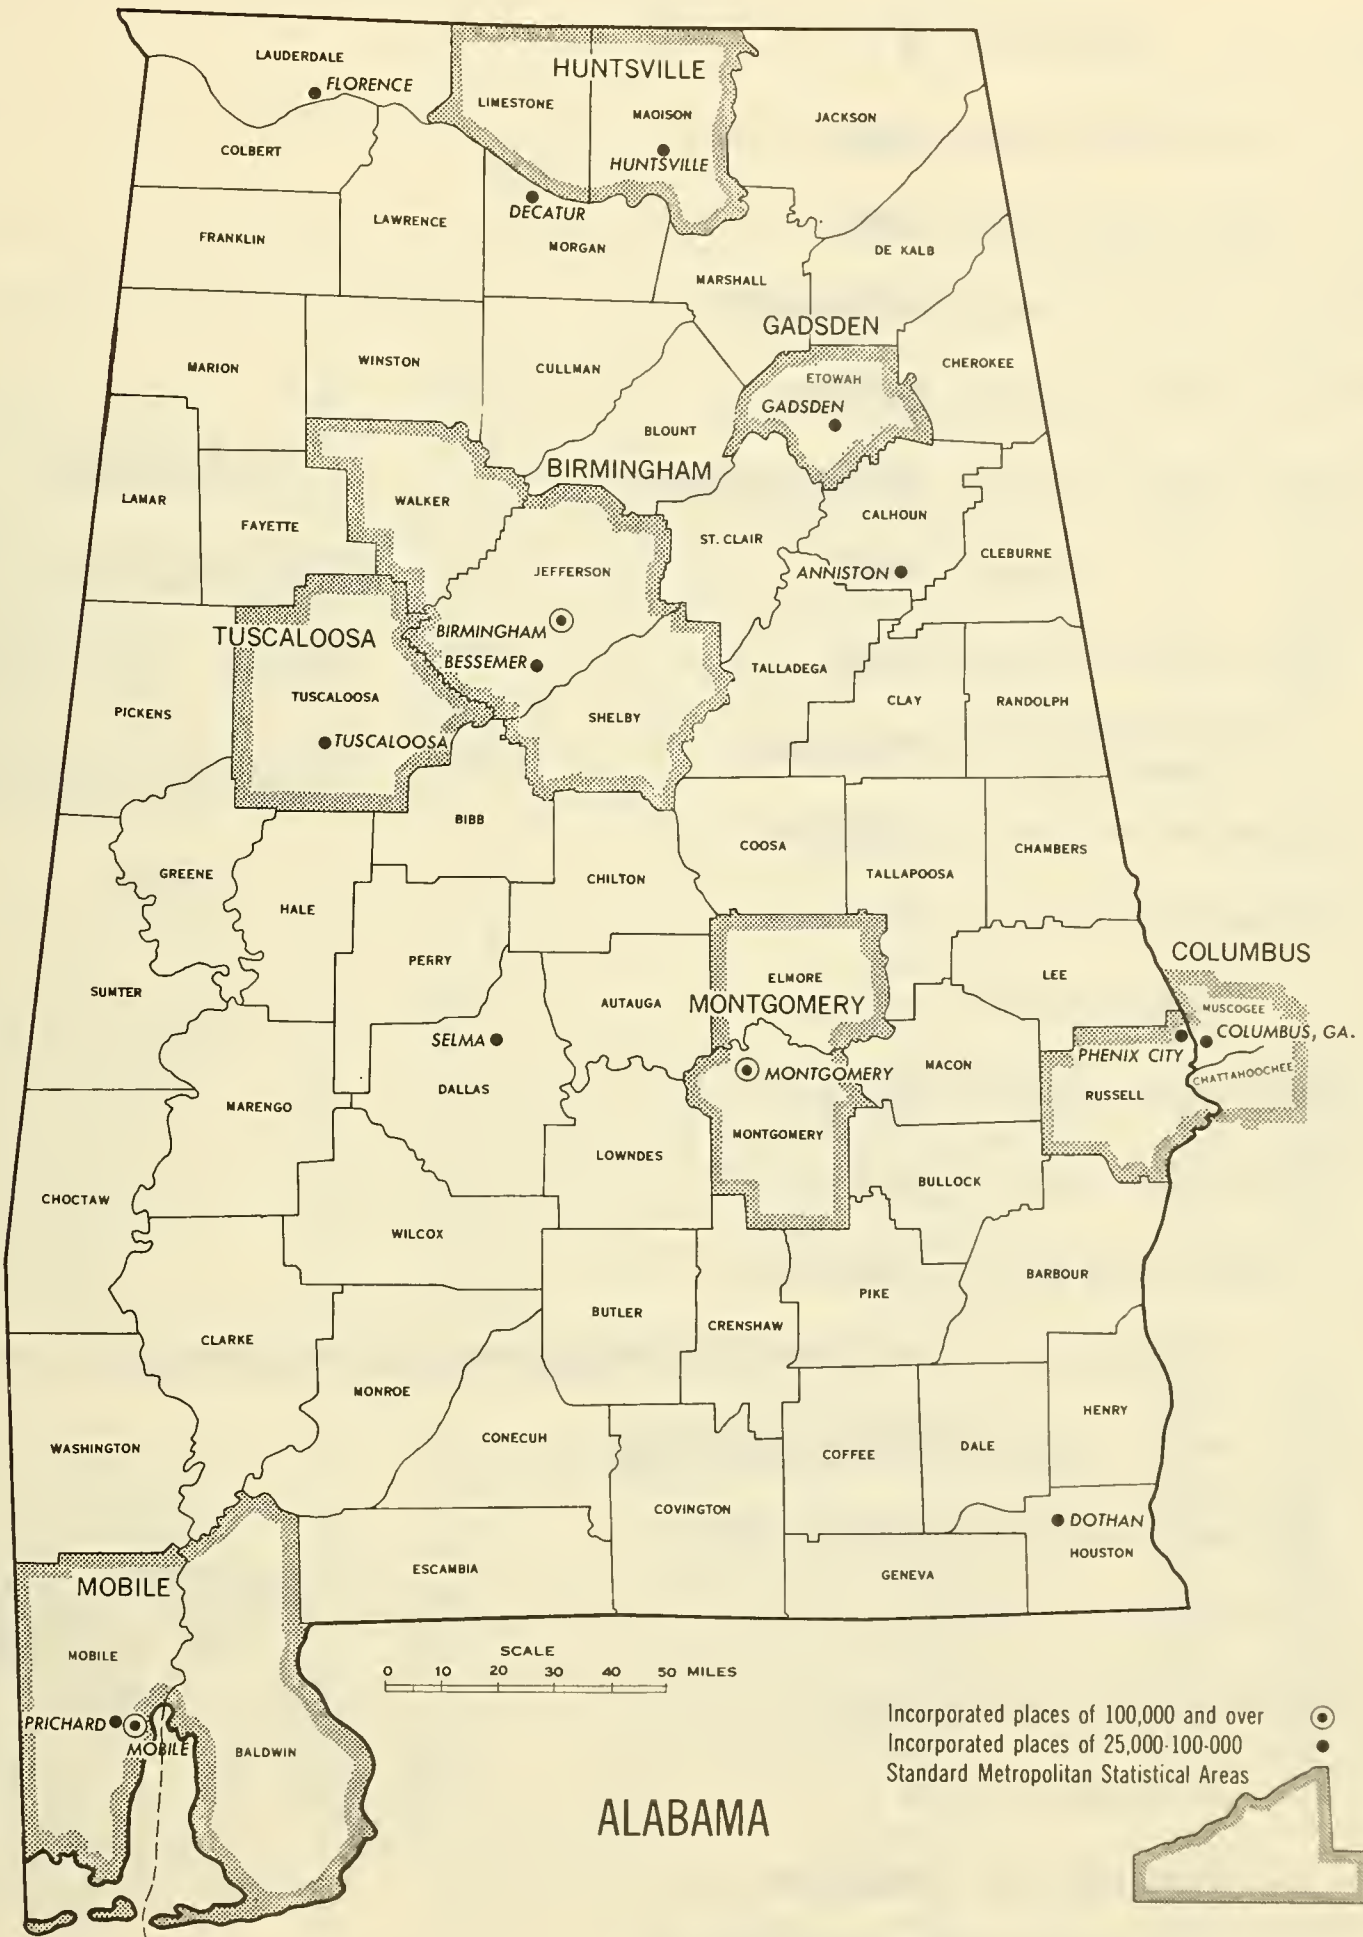 LAUDERDALE
FLORENCE
HUNTSVILLE
LIMESTONE
MAOISON
HUNTSVILLE
JACKSON
COLBERT
DECATUR
LAWRENCE
FRANKLIN
MORGAN
DE KALB
MARSHALL
GADSDEN
MARION
WINSTON
CULLMAN
ETOWAH
CHEROKEE
GADSDEN
BLOUNT
BIRMINGHAM
LAMAR
WALKER
FAYETTE
CALHOUN
ST. CLAIR
CLEBURNE
JEFFERSON
ANNISTON
TUSCALOOSA
BIRMINGHAM
BESSEMER
TALLADEGA
TUSCALOOSA
CLAY
RANDOLPH
PICKENS
SHELBY
TUSCALOOSA
BIBB
COOSA
CHAMBERS
GREENE
CHILTON
TALLAPOOSA
HALE
COLUMBUS
PERRY
LEE
ELMORE
SUMTER
AUTAUGA
MONTGOMERY
MUSCOGEE
SELMA
COLUMBUS, GA.
PHENIX CITY
MACON
MONTGOMERY
CHATTAHOOCHEE
DALLAS
RUSSELL
MARENGO
MONTGOMERY
LOWNDES
BULLOCK
CHOCTAW
WILCOX
BARBOUR
PIKE
BUTLER
CRENSHAW
CLARKE
MONROE
HENRY
CONECUH
WASHINGTON
COFFEE
DALE
COVINGTON
DOTHAN
HOUSTON
ESCAMBIA
GENEVA
MOBILE
MOBILE
SCALE
0 10 20 30 40 50 MILES
PRICHARD
MOBILE
BALDWIN
Incorporated places of 100,000 and over
Incorporated places of 25,000-100-000
Standard Metropolitan Statistical Areas
ALABAMA